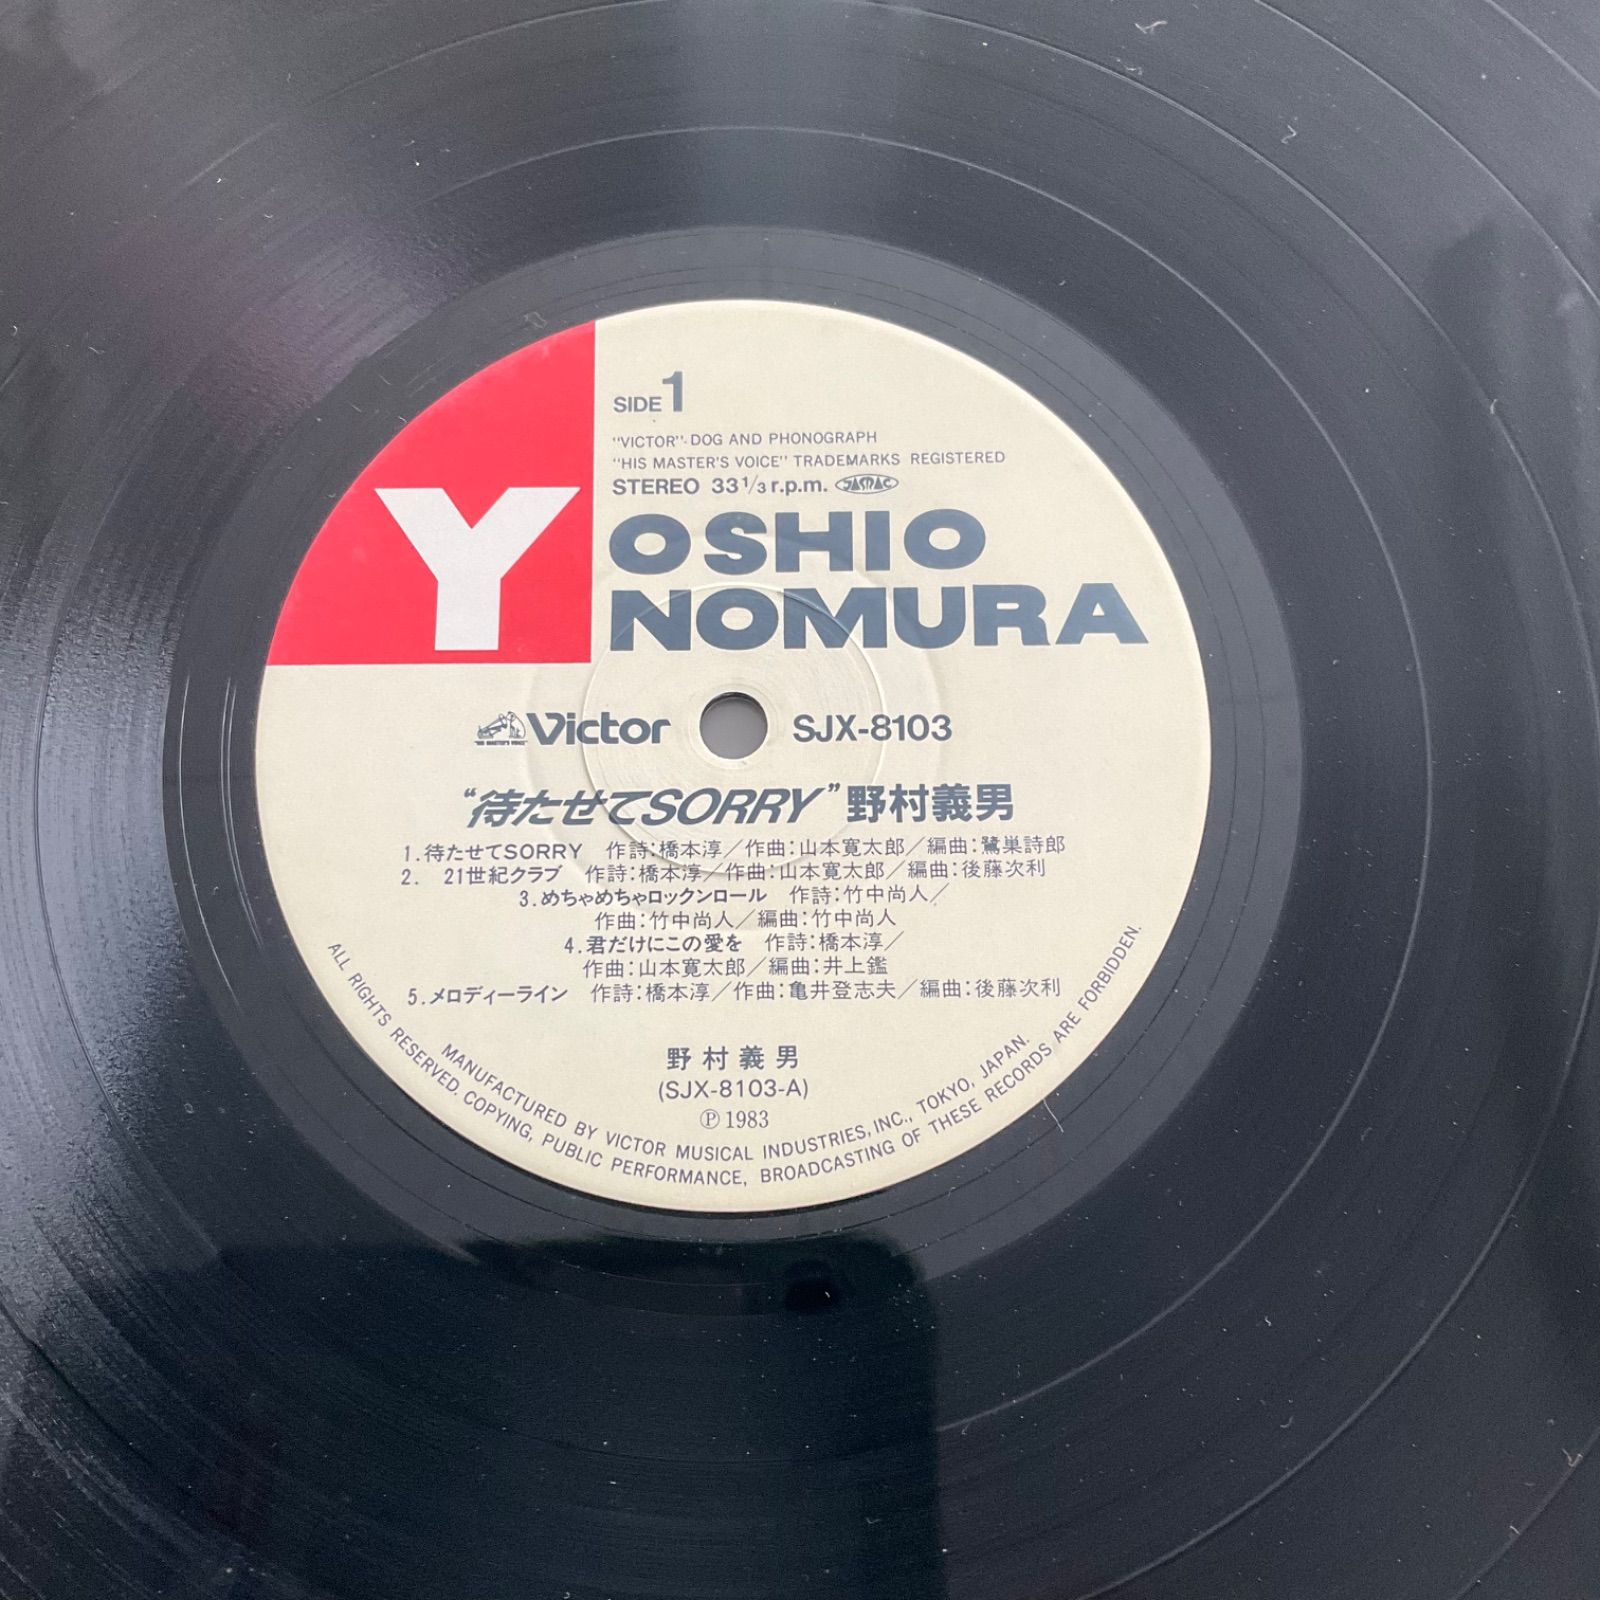 SIDE 1
"VICTOR"-DOG AND PHONOGRAPH
"HIS MASTER'S VOICE" TRADEMARKS REGISTERED
STEREO 33 1/3 r.p.m. JASRAC
YOSHIO
NOMURA
"HIS MASTER'S VOICE" Victor SJX-8103
“待たせてSORRY”野村義男
1.待たせてSORRY 作詩:橋本淳/作曲:山本寛太郎/編曲:鷺巣詩郎
2. 21世紀クラブ 作詩:橋本淳/作曲:山本寛太郎/編曲:後藤次利
3.めちゃめちゃロックンロール 作詩:竹中尚人/
作曲:竹中尚人/編曲:竹中尚人
4.君だけにこの愛を 作詩:橋本淳/
作曲:山本寛太郎/編曲:井上鑑
5.メロディーライン 作詩:橋本淳/作曲:亀井登志夫/編曲:後藤次利
野村義男
(SJX-8103-A)
Ⓟ1983
MANUFACTURED BY VICTOR MUSICAL INDUSTRIES, INC., TOKYO, JAPAN.
ALL RIGHTS RESERVED. COPYING, PUBLIC PERFORMANCE, BROADCASTING OF THESE RECORDS ARE FORBIDDEN.